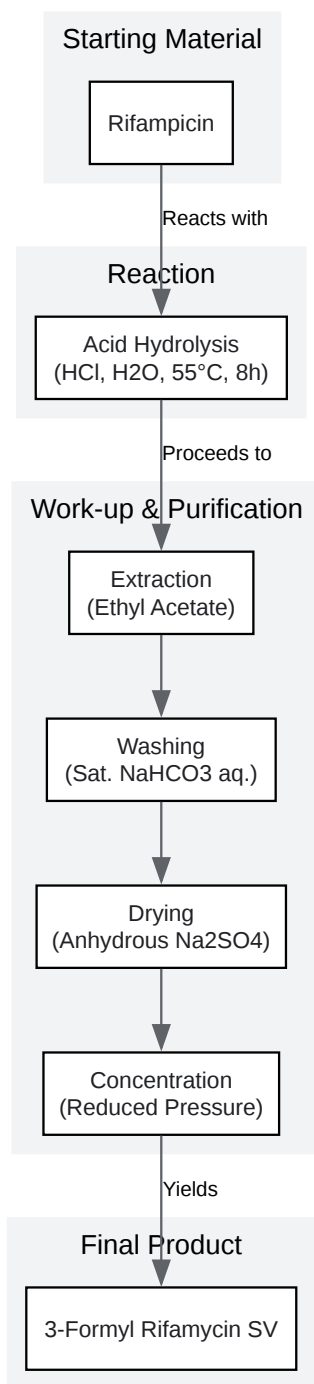 Starting Material
Rifampicin
Reacts with
Reaction
Acid Hydrolysis
(HCl, H2O, 55°C, 8h)
Proceeds to
Work-up & Purification
Extraction
(Ethyl Acetate)
Washing
(Sat. NaHCO3 aq.)
Drying
(Anhydrous Na2SO4)
Concentration
(Reduced Pressure)
Yields
Final Product
3-Formyl Rifamycin SV